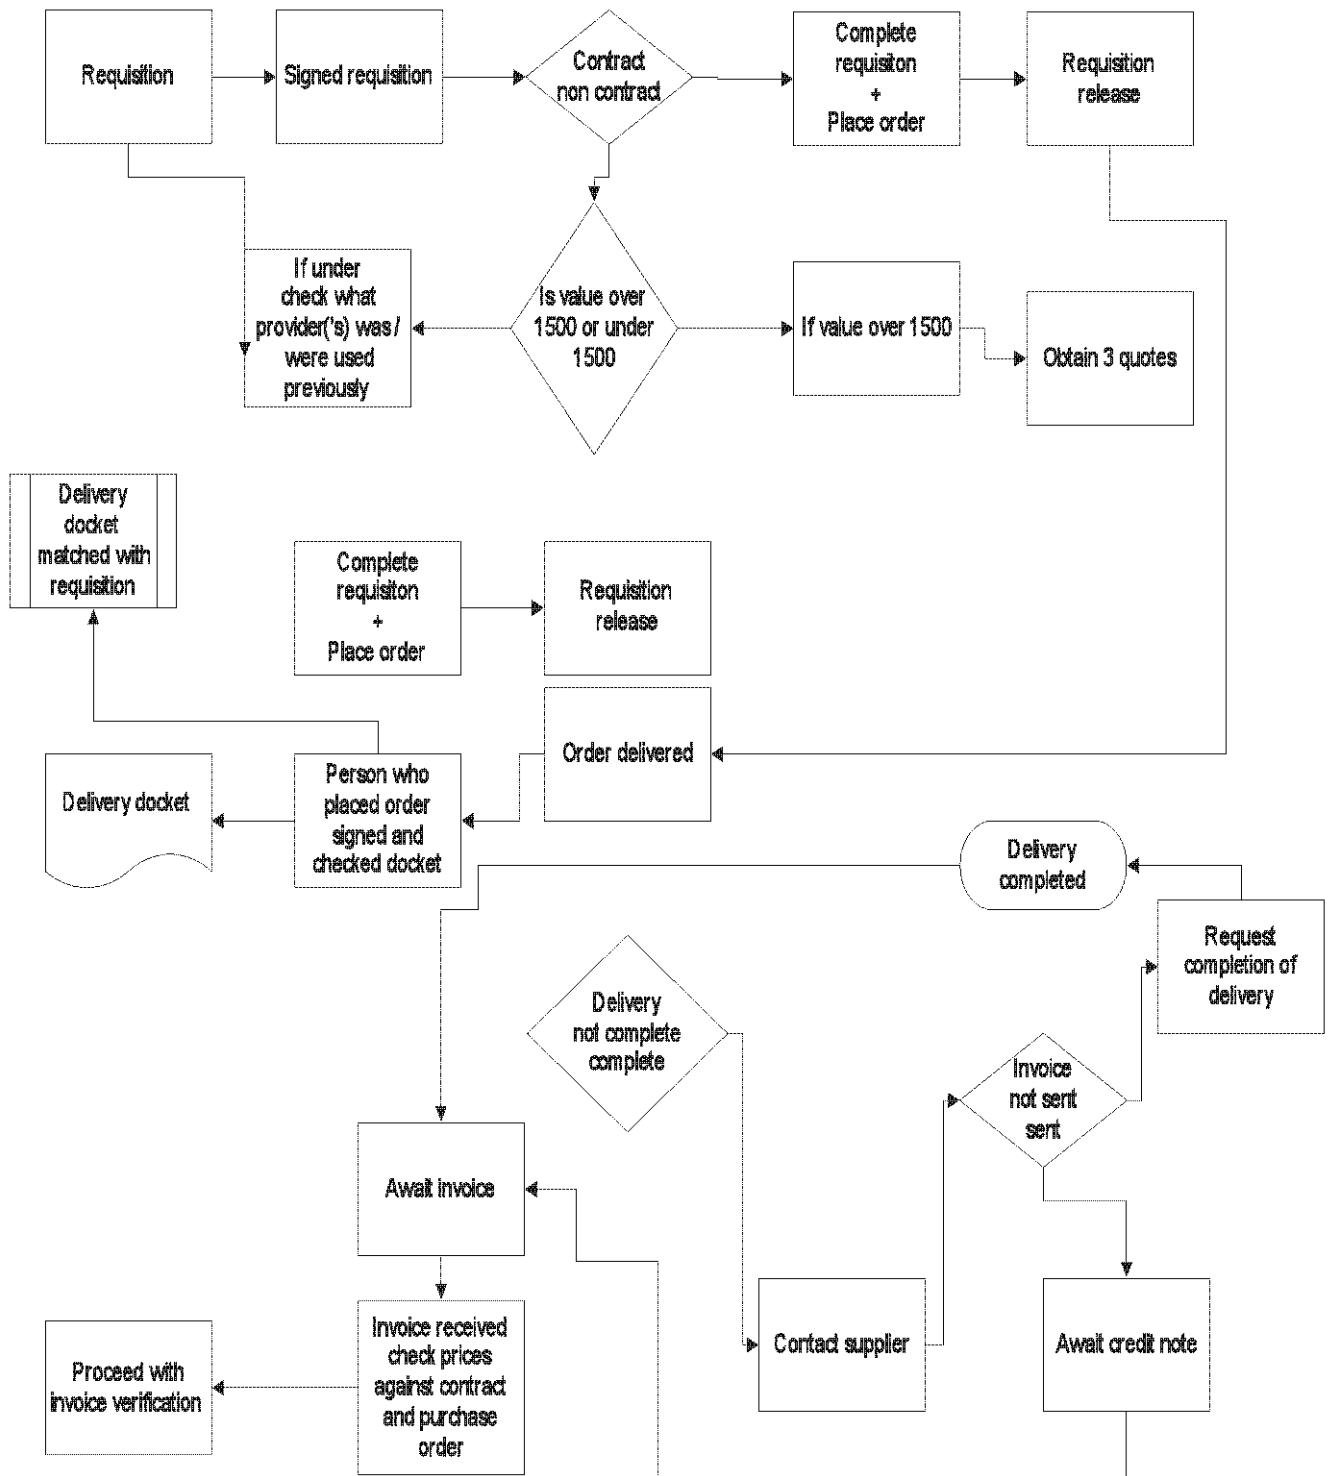 Requisition
Signed requisition
Contract
non contract
Complete
requisiton
+
Place order
Requisition
release
If under
check what
provider('s) was /
were used
previously
Is value over
1500 or under
1500
If value over 1500
Obtain 3 quotes
Delivery
docket
matched with
requisition
Complete
requisiton
+
Place order
Requisition
release
Order delivered
Delivery docket
Person who
placed order
signed and
checked docket
Delivery
completed
Request
completion of
delivery
Delivery
not complete
complete
Invoice
not sent
sent
Await invoice
Contact supplier
Await credit note
Invoice received
check prices
against contract
and purchase
order
Proceed with
invoice verification